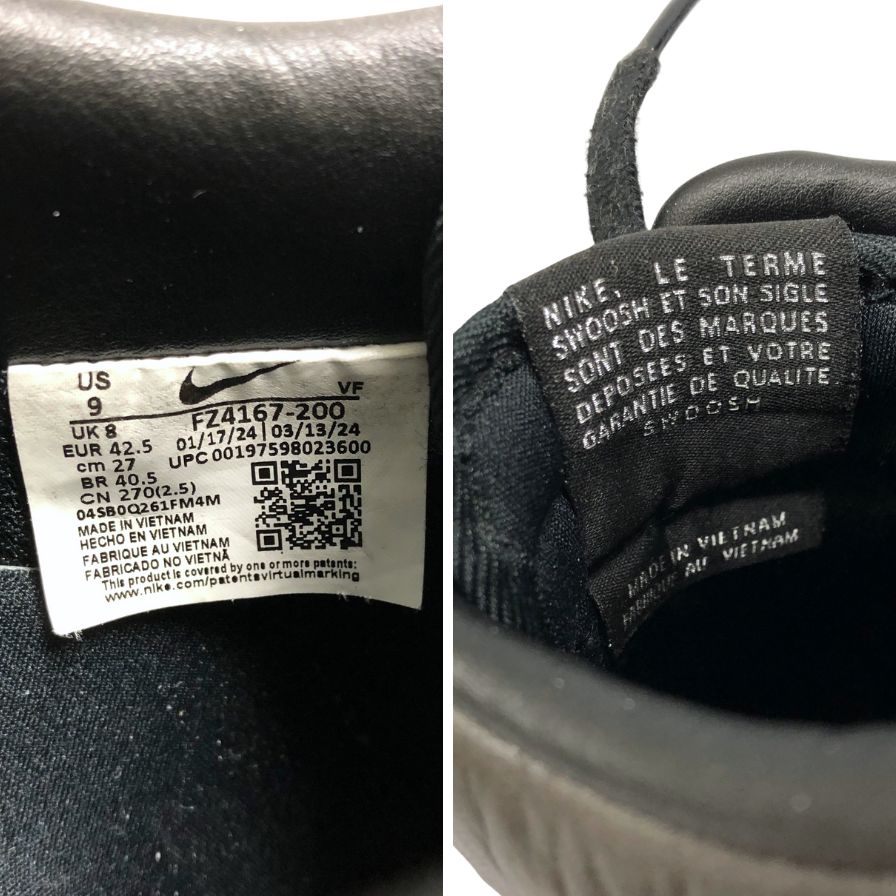 US
9
UK 8
EUR 42.5
cm 27
BR 40.5
CN 270(2.5)
04SB0Q261FM4M
MADE IN VIETNAM
HECHO EN VIETNAM
FABRIQUE AU VIETNAM
FABRICADO NO VIETNÃ
VF
FZ4167-200
01/17/24 | 03/13/24
UPC 00197598023600
This product is covered by one or more patents:
www.nike.com/patentsvirtualmarking
NIKE, LE TERME
SWOOSH ET SON SIGLE
SONT DES MARQUES
DEPOSEES ET VOTRE
GARANTIE DE QUALITE
SWOOSH
MADE IN VIETNAM
FABRIQUE AU VIETNAM